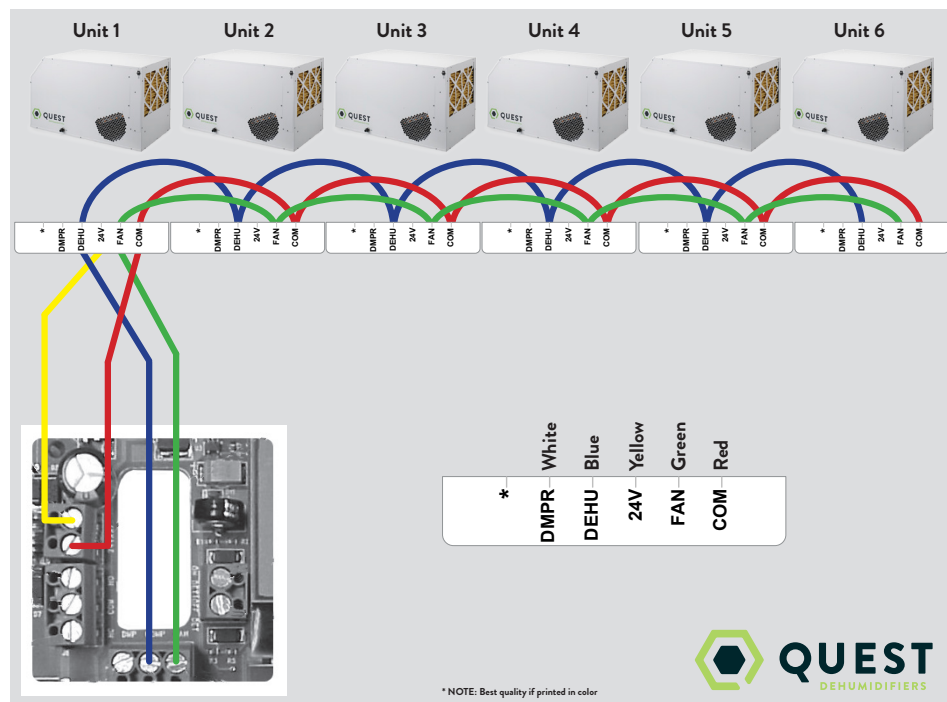 Unit 1 Unit 2 Unit 3 Unit 4 Unit 5 Unit 6
QUEST QUEST QUEST QUEST QUEST QUEST
* DMPR DEHU 24V FAN COM
* DMPR DEHU 24V FAN COM
* DMPR DEHU 24V FAN COM
* DMPR DEHU 24V FAN COM
* DMPR DEHU 24V FAN COM
* DMPR DEHU 24V FAN COM
White Blue Yellow Green Red
* DMPR DEHU 24V FAN COM
DMP
R3 R5
QUEST
DEHUMIDIFIERS
* NOTE: Best quality if printed in color